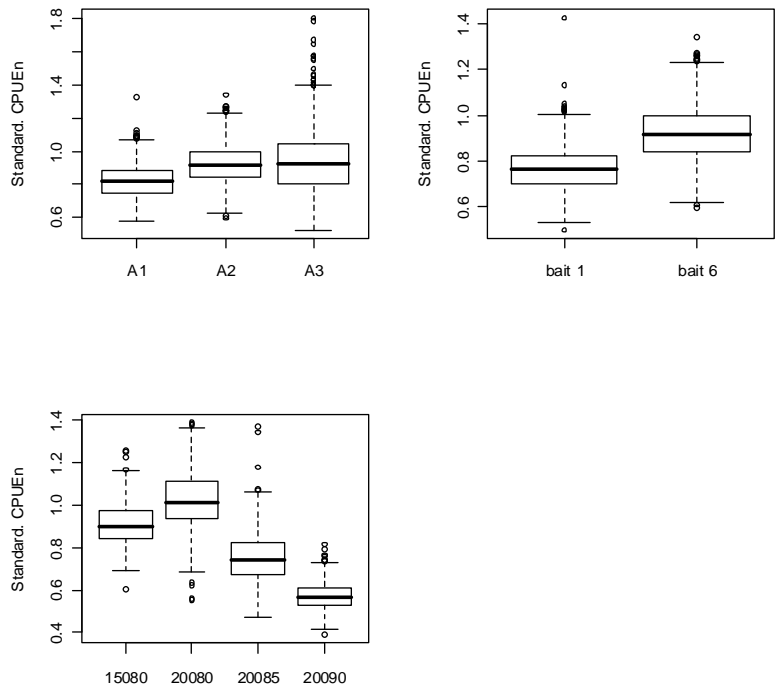 Standard. CPUEn
0.6 1.0 1.4 1.8
A1 A2 A3
Standard. CPUEn
0.6 0.8 1.0 1.2 1.4
bait 1 bait 6
Standard. CPUEn
0.4 0.6 0.8 1.0 1.2 1.4
15080 20080 20085 20090